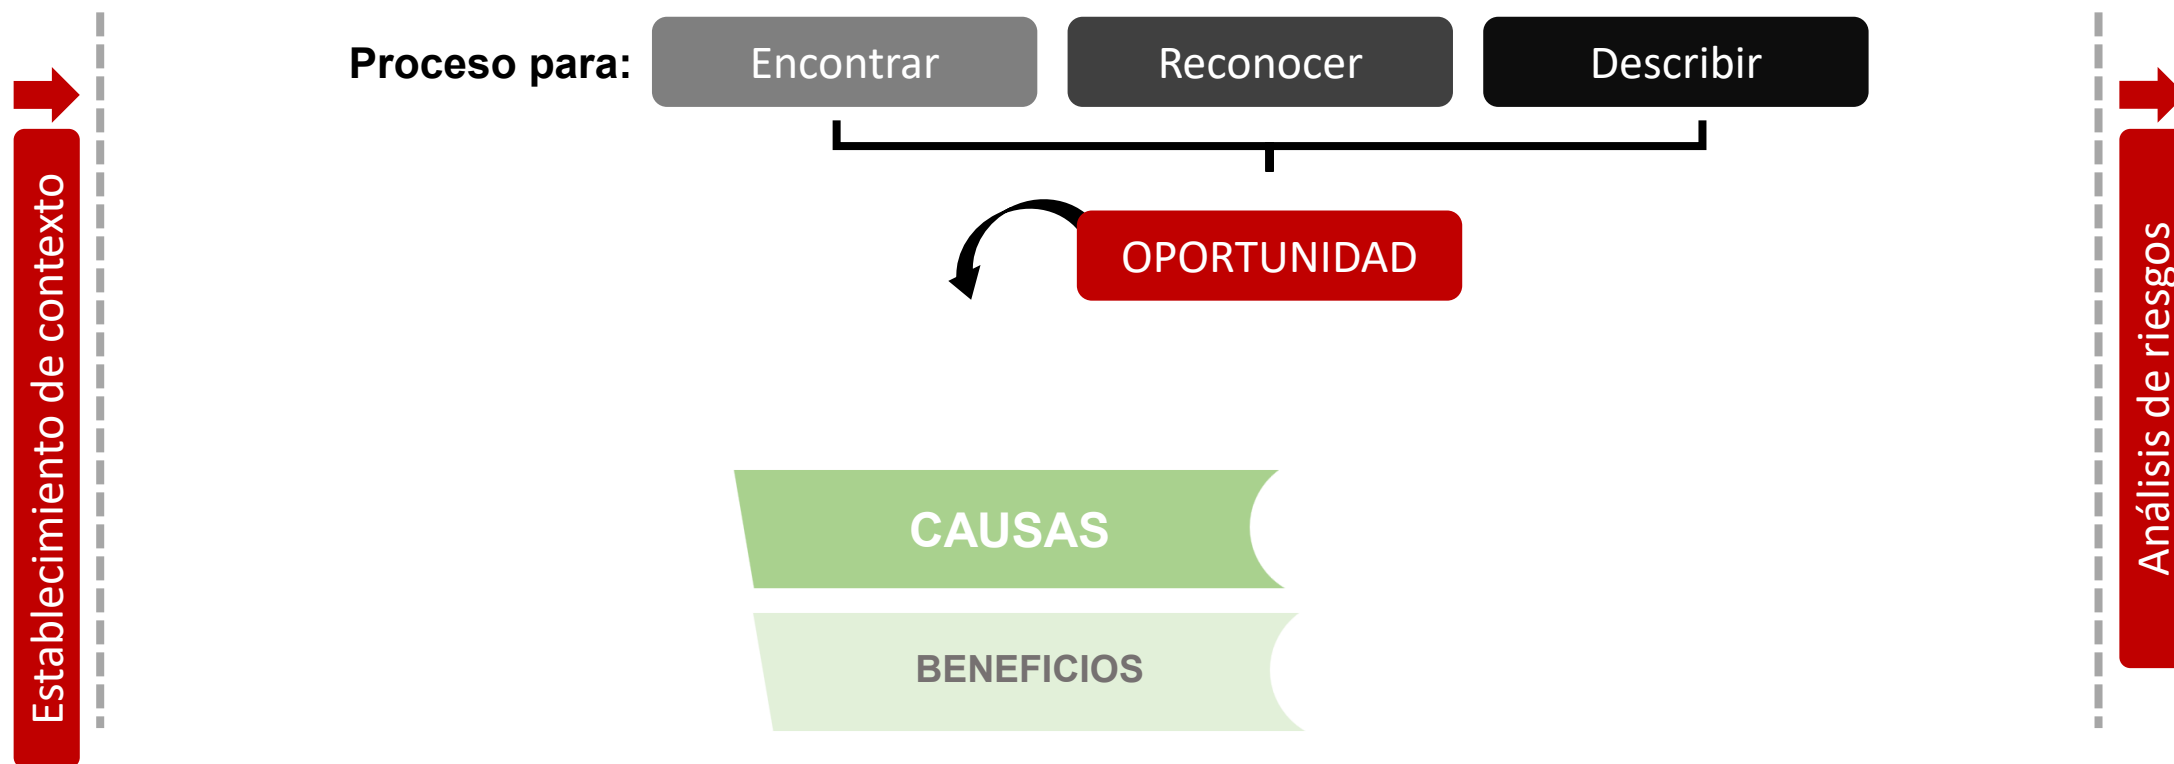 Proceso para:
Encontrar
Reconocer
Describir
OPORTUNIDAD
Establecimiento de contexto
CAUSAS
BENEFICIOS
Análisis de riesgos